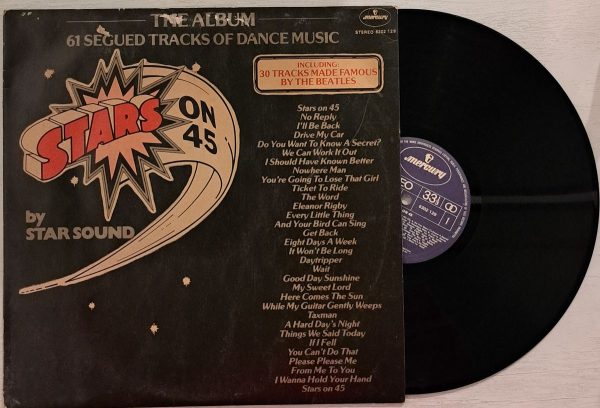 THE ALBUM
61 SEGUED TRACKS OF DANCE MUSIC
mercury
STEREO 6302 129
INCLUDING:
30 TRACKS MADE FAMOUS
BY THE BEATLES
STARS
ON
45
by
STAR SOUND
Stars on 45
No Reply
I'll Be Back
Drive My Car
Do You Want To Know A Secret?
We Can Work It Out
I Should Have Known Better
Nowhere Man
You're Going To Lose That Girl
Ticket To Ride
The Word
Eleanor Rigby
Every Little Thing
And Your Bird Can Sing
Get Back
Eight Days A Week
It Won't Be Long
Daytripper
Wait
Good Day Sunshine
My Sweet Lord
Here Comes The Sun
While My Guitar Gently Weeps
Taxman
A Hard Day's Night
Things We Said Today
If I Fell
You Can't Do That
Please Please Me
From Me To You
I Wanna Hold Your Hand
Stars on 45
mercury
33⅓
6302 129
1